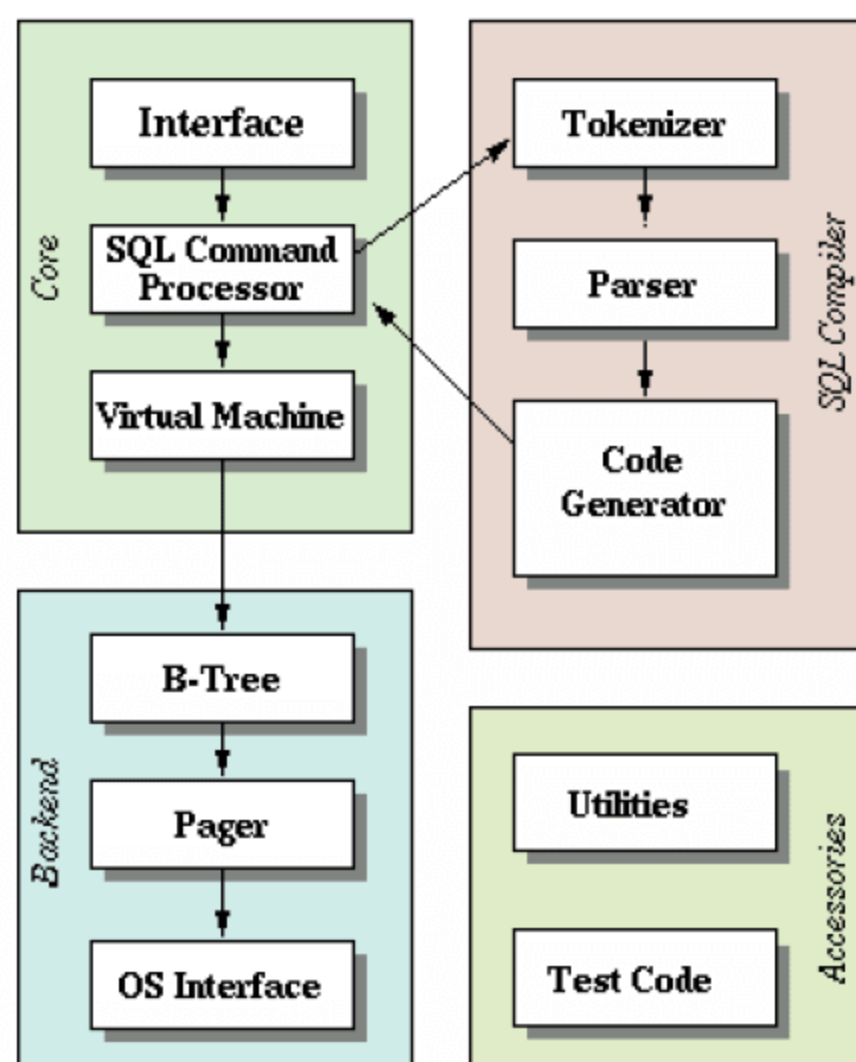 Core
Interface
SQL Command
Processor
Virtual Machine
SQL Compiler
Tokenizer
Parser
Code
Generator
Backend
B-Tree
Pager
OS Interface
Accessories
Utilities
Test Code